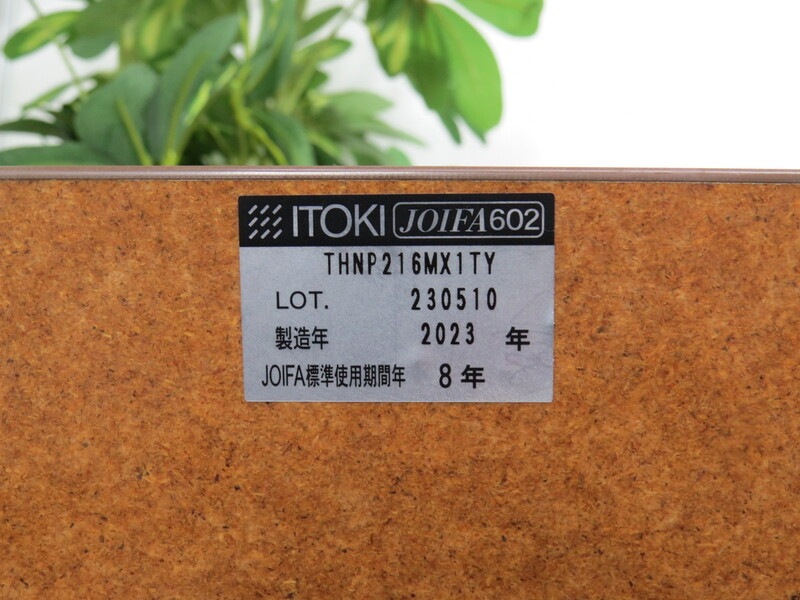 ITOKI JOIFA602
THNP216MX1TY
LOT. 230510
製造年 2023 年
JOIFA標準使用期間年 8 年